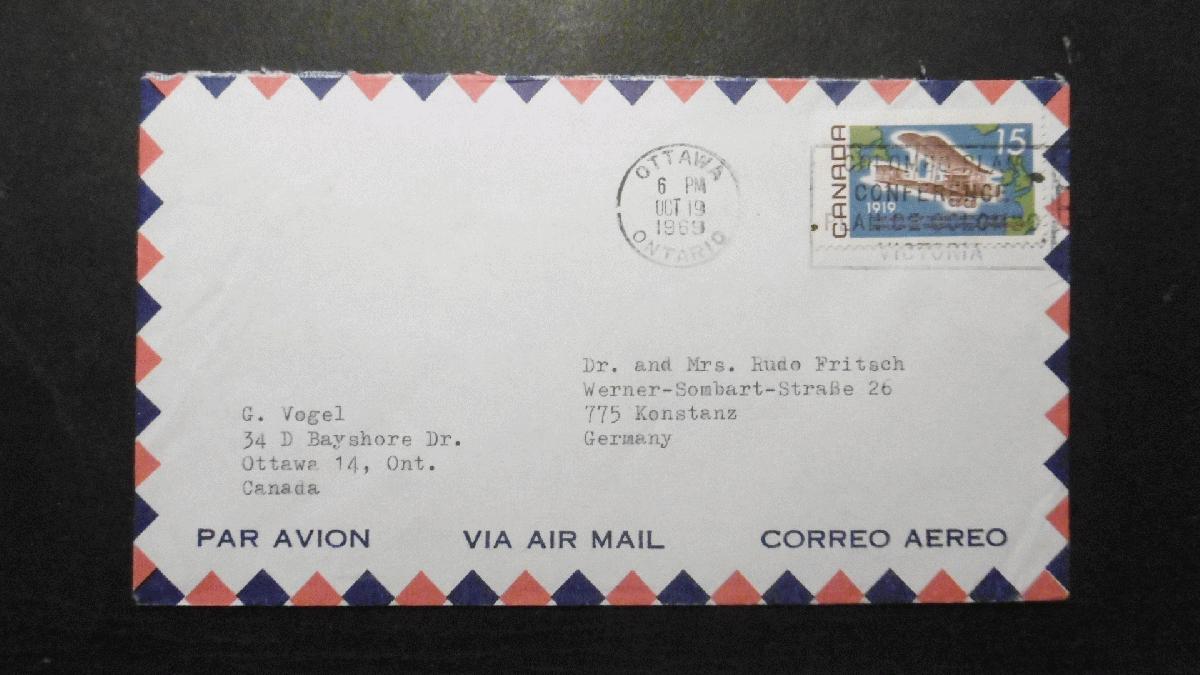 OTTAWA
6 PM
OCT 19
1969
ONTARIO
CANADA
15
1919
COLOMBO PLAN
CONFERENCE
VICTORIA
Dr. and Mrs. Rudo Fritsch
Werner-Sombart-Straße 26
775 Konstanz
Germany
G. Vogel
34 D Bayshore Dr.
Ottawa 14, Ont.
Canada
PAR AVION VIA AIR MAIL CORREO AEREO